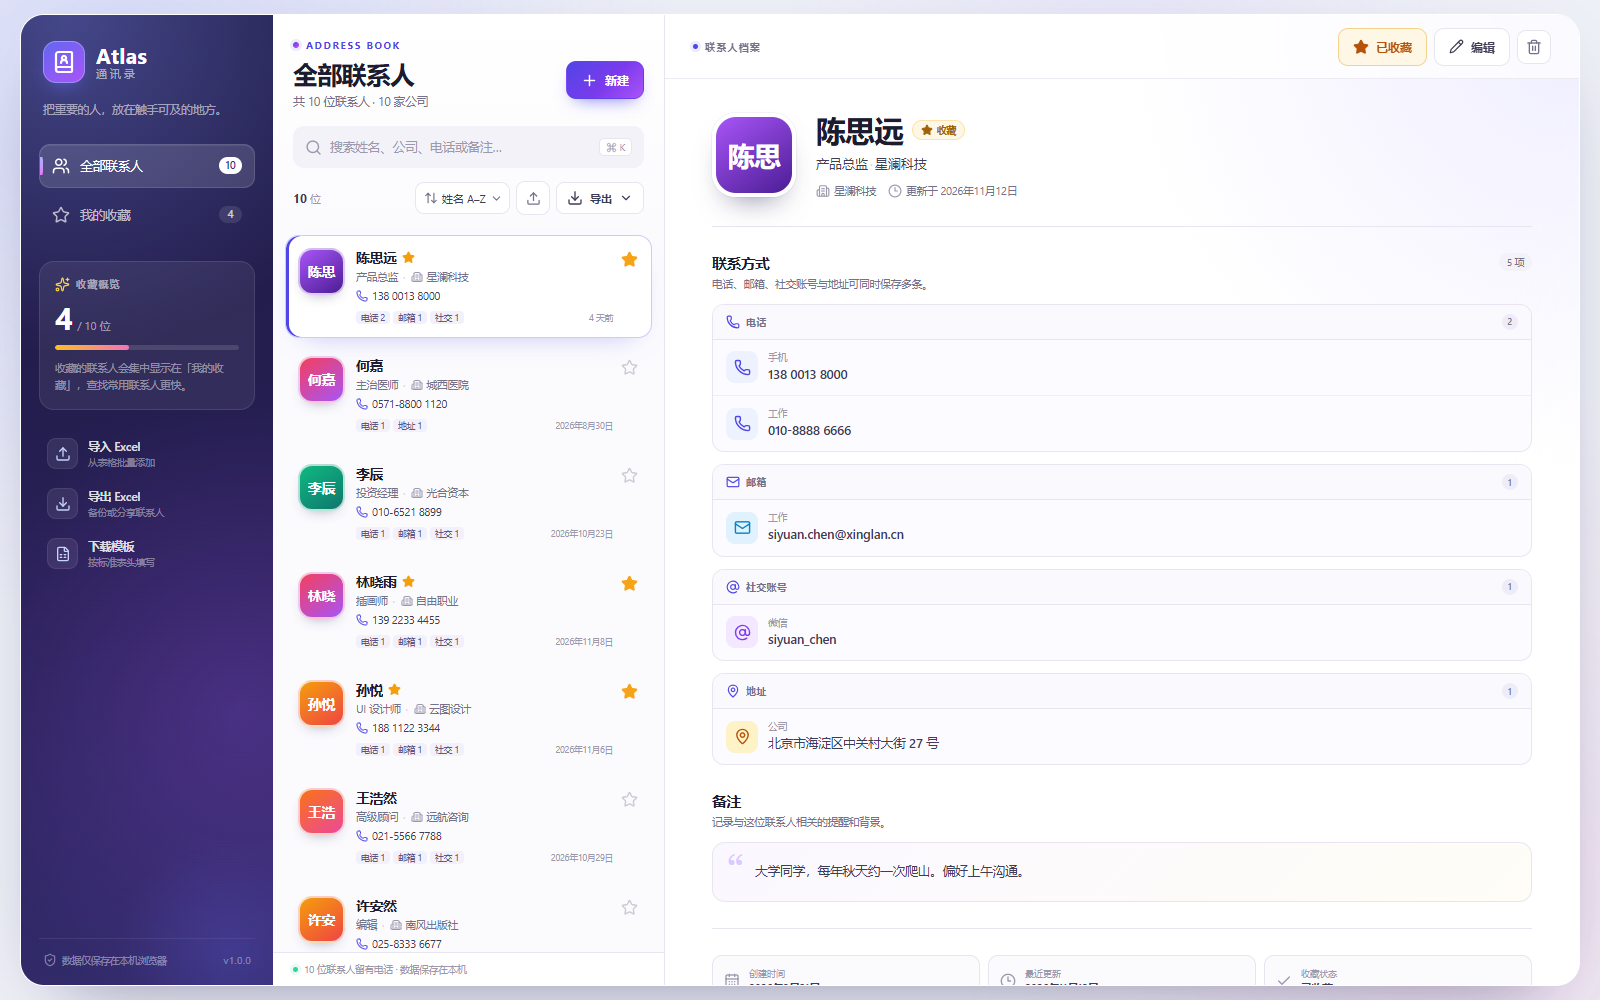 Atlas
通讯录
把重要的人，放在触手可及的地方。
全部联系人 10
我的收藏 4
收藏概览
4 / 10 位
收藏的联系人会集中显示在「我的收
藏」，查找常用联系人更快。
导入 Excel
从表格批量添加
导出 Excel
备份或分享联系人
下载模板
按标准表头填写
数据仅保存在本机浏览器 v1.0.0
ADDRESS BOOK
全部联系人
共 10 位联系人 · 10 家公司
新建
搜索姓名、公司、电话或备注... ⌘ K
10 位 姓名 A–Z 导出
陈思
陈思远
产品总监 · 星澜科技
138 0013 8000
电话 2 邮箱 1 社交 1 4 天前
何嘉
何嘉
主治医师 · 城西医院
0571-8800 1120
电话 1 地址 1 2026年8月30日
李辰
李辰
投资经理 · 光合资本
010-6521 8899
电话 1 邮箱 1 社交 1 2026年10月23日
林晓
林晓雨
插画师 · 自由职业
139 2233 4455
电话 1 邮箱 1 社交 1 2026年11月8日
孙悦
孙悦
UI 设计师 · 云图设计
188 1122 3344
电话 1 邮箱 1 社交 1 2026年11月6日
王浩
王浩然
高级顾问 · 远航咨询
021-5566 7788
电话 1 邮箱 1 社交 1 2026年10月29日
许安
许安然
编辑 · 南风出版社
025-8333 6677
10 位联系人留有电话 · 数据保存在本机
联系人档案
已收藏 编辑
陈思
陈思远 收藏
产品总监 星澜科技
星澜科技 更新于 2026年11月12日
联系方式 5 项
电话、邮箱、社交账号与地址可同时保存多条。
电话 2
手机
138 0013 8000
工作
010-8888 6666
邮箱 1
工作
siyuan.chen@xinglan.cn
社交账号 1
微信
siyuan_chen
地址 1
公司
北京市海淀区中关村大街 27 号
备注
记录与这位联系人相关的提醒和背景。
“ 大学同学，每年秋天约一次爬山。偏好上午沟通。
创建时间
最近更新
收藏状态